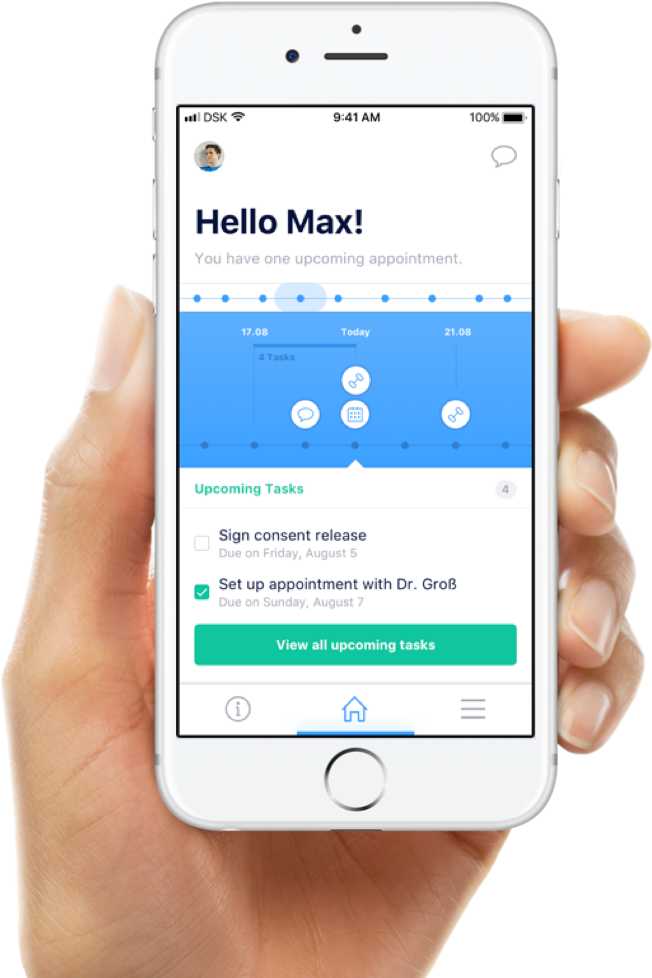 DSK 9:41 AM 100%
Hello Max!
You have one upcoming appointment.
17.08 Today 21.08
4 Tasks
Upcoming Tasks 4
Sign consent release
Due on Friday, August 5
Set up appointment with Dr. Groß
Due on Sunday, August 7
View all upcoming tasks